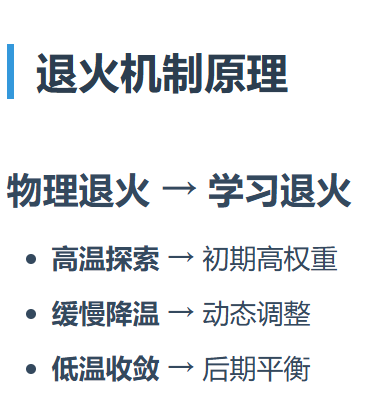 退火机制原理
物理退火 → 学习退火
• 高温探索 → 初期高权重
• 缓慢降温 → 动态调整
• 低温收敛 → 后期平衡